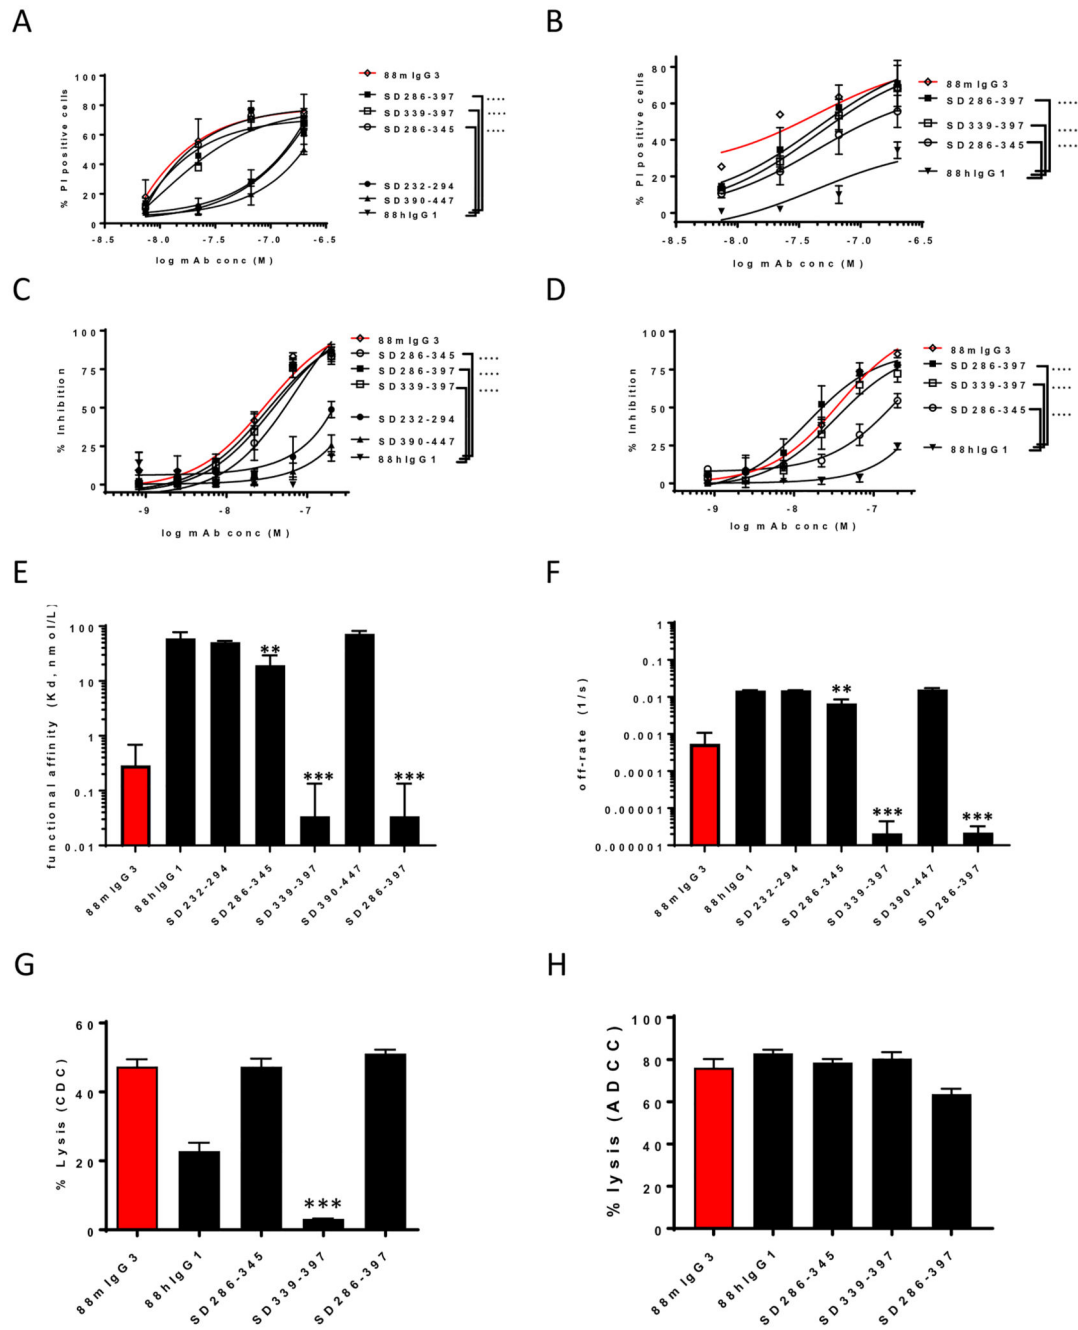 A
% PI positive cells
100
80
60
40
20
0
-8.5 -8.0 -7.5 -7.0 -6.5
log mAb conc (M)
88mIgG3
SD286-397
SD339-397
SD286-345
SD232-294
SD390-447
88hIgG1
....
....
....
B
% PI positive cells
80
60
40
20
0
-8.5 -8.0 -7.5 -7.0 -6.5
log mAb conc (M)
88mIgG3
SD286-397
SD339-397
SD286-345
88hIgG1
....
....
....
C
% Inhibition
100
75
50
25
0
-9 -8 -7
log mAb conc (M)
88mIgG3
SD286-345
SD286-397
SD339-397
SD232-294
SD390-447
88hIgG1
....
....
....
D
% Inhibition
100
75
50
25
0
-9 -8 -7
log mAb conc (M)
88mIgG3
SD286-397
SD339-397
SD286-345
88hIgG1
....
....
....
E
functional affinity (Kd, nmol/L)
100
10
1
0.1
0.01
**
***
***
88mIgG3
88hIgG1
SD232-294
SD286-345
SD339-397
SD390-447
SD286-397
F
off-rate (1/s)
1
0.1
0.01
0.001
0.0001
0.00001
0.000001
**
***
***
88mIgG3
88hIgG1
SD232-294
SD286-345
SD339-397
SD390-447
SD286-397
G
% Lysis (CDC)
60
40
20
0
***
88mIgG3
88hIgG1
SD286-345
SD339-397
SD286-397
H
% lysis (ADCC)
100
80
60
40
20
0
88mIgG3
88hIgG1
SD286-345
SD339-397
SD286-397